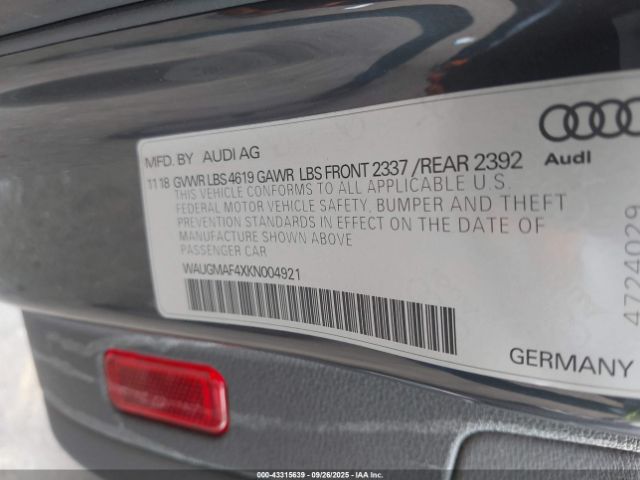 MFD. BY AUDI AG
11 18 GVWR LBS 4619 GAWR LBS FRONT 2337 /REAR 2392
THIS VEHICLE CONFORMS TO ALL APPLICABLE U.S.
FEDERAL MOTOR VEHICLE SAFETY, BUMPER AND THEFT
PREVENTION STANDARDS IN EFFECT ON THE DATE OF
MANUFACTURE SHOWN ABOVE
PASSENGER CAR
WAUGMAF4XKN004921
Audi
4724029
GERMANY
000-43315639 - 09/26/2025 - IAAI Dealer